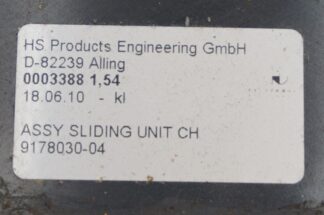 HS Products Engineering GmbH
D-82239 Alling
0003388 1,54
18.06.10 - kl
ASSY SLIDING UNIT CH
9178030-04